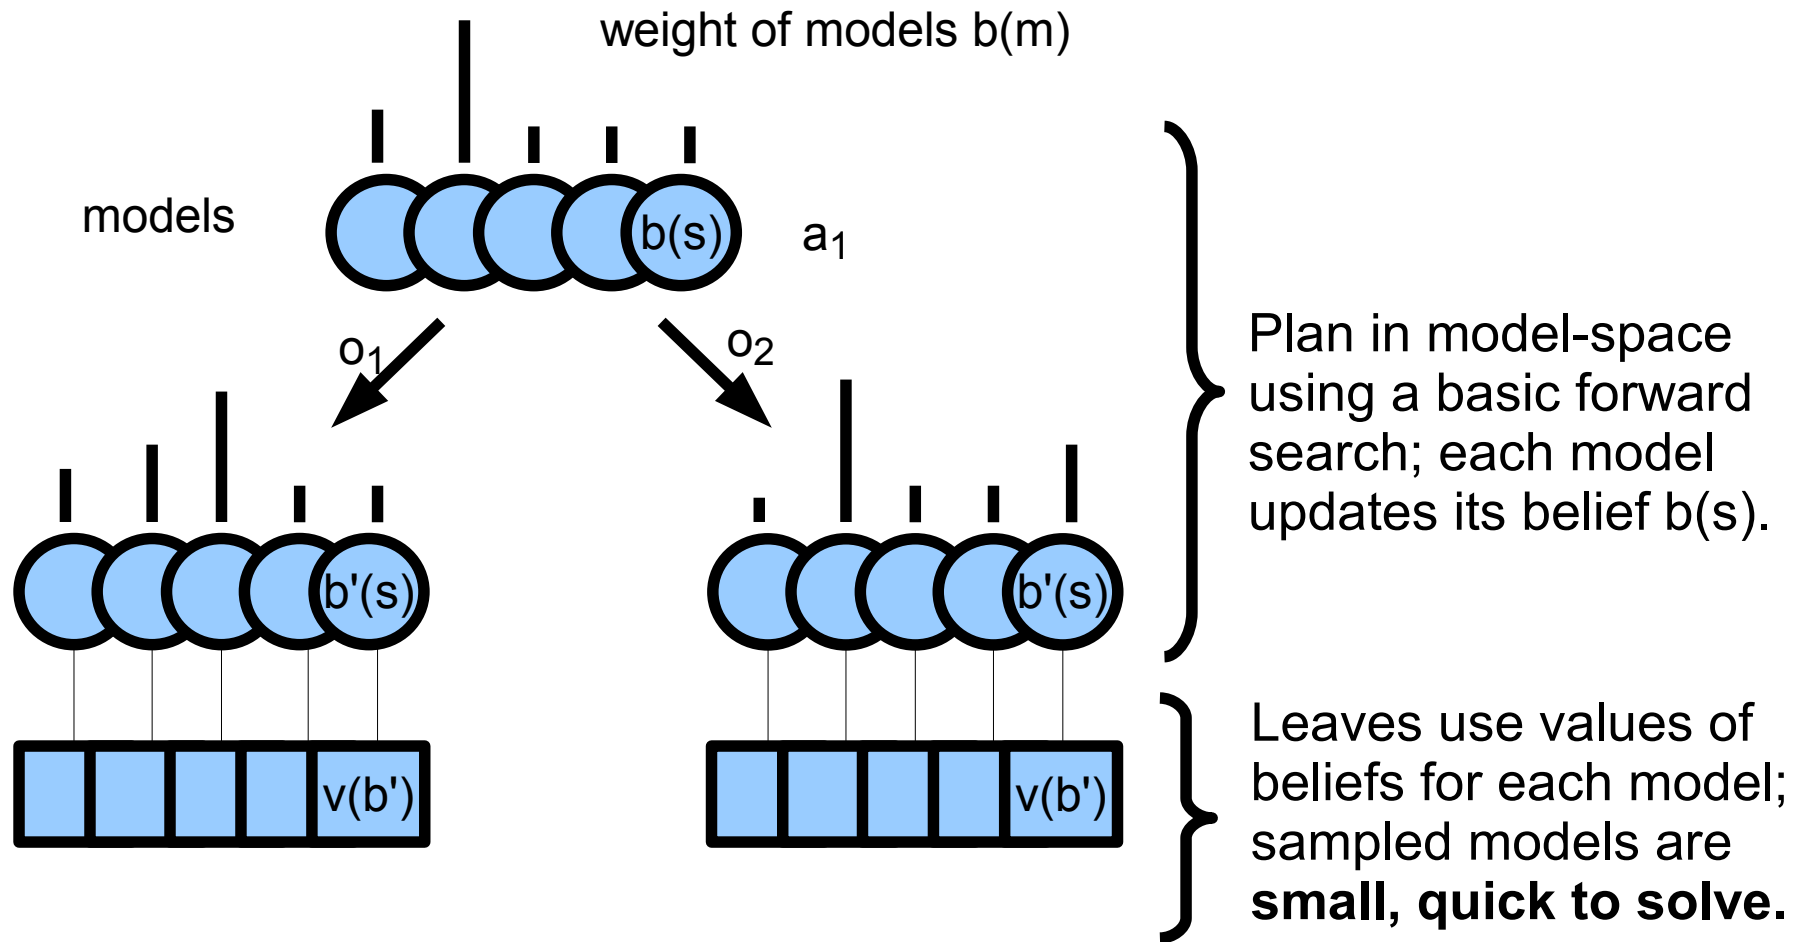 weight of models b(m)
models
b(s)
a₁
o₁
o₂
b'(s)
b'(s)
v(b')
v(b')
Plan in model-space
using a basic forward
search; each model
updates its belief b(s).
Leaves use values of
beliefs for each model;
sampled models are
small, quick to solve.